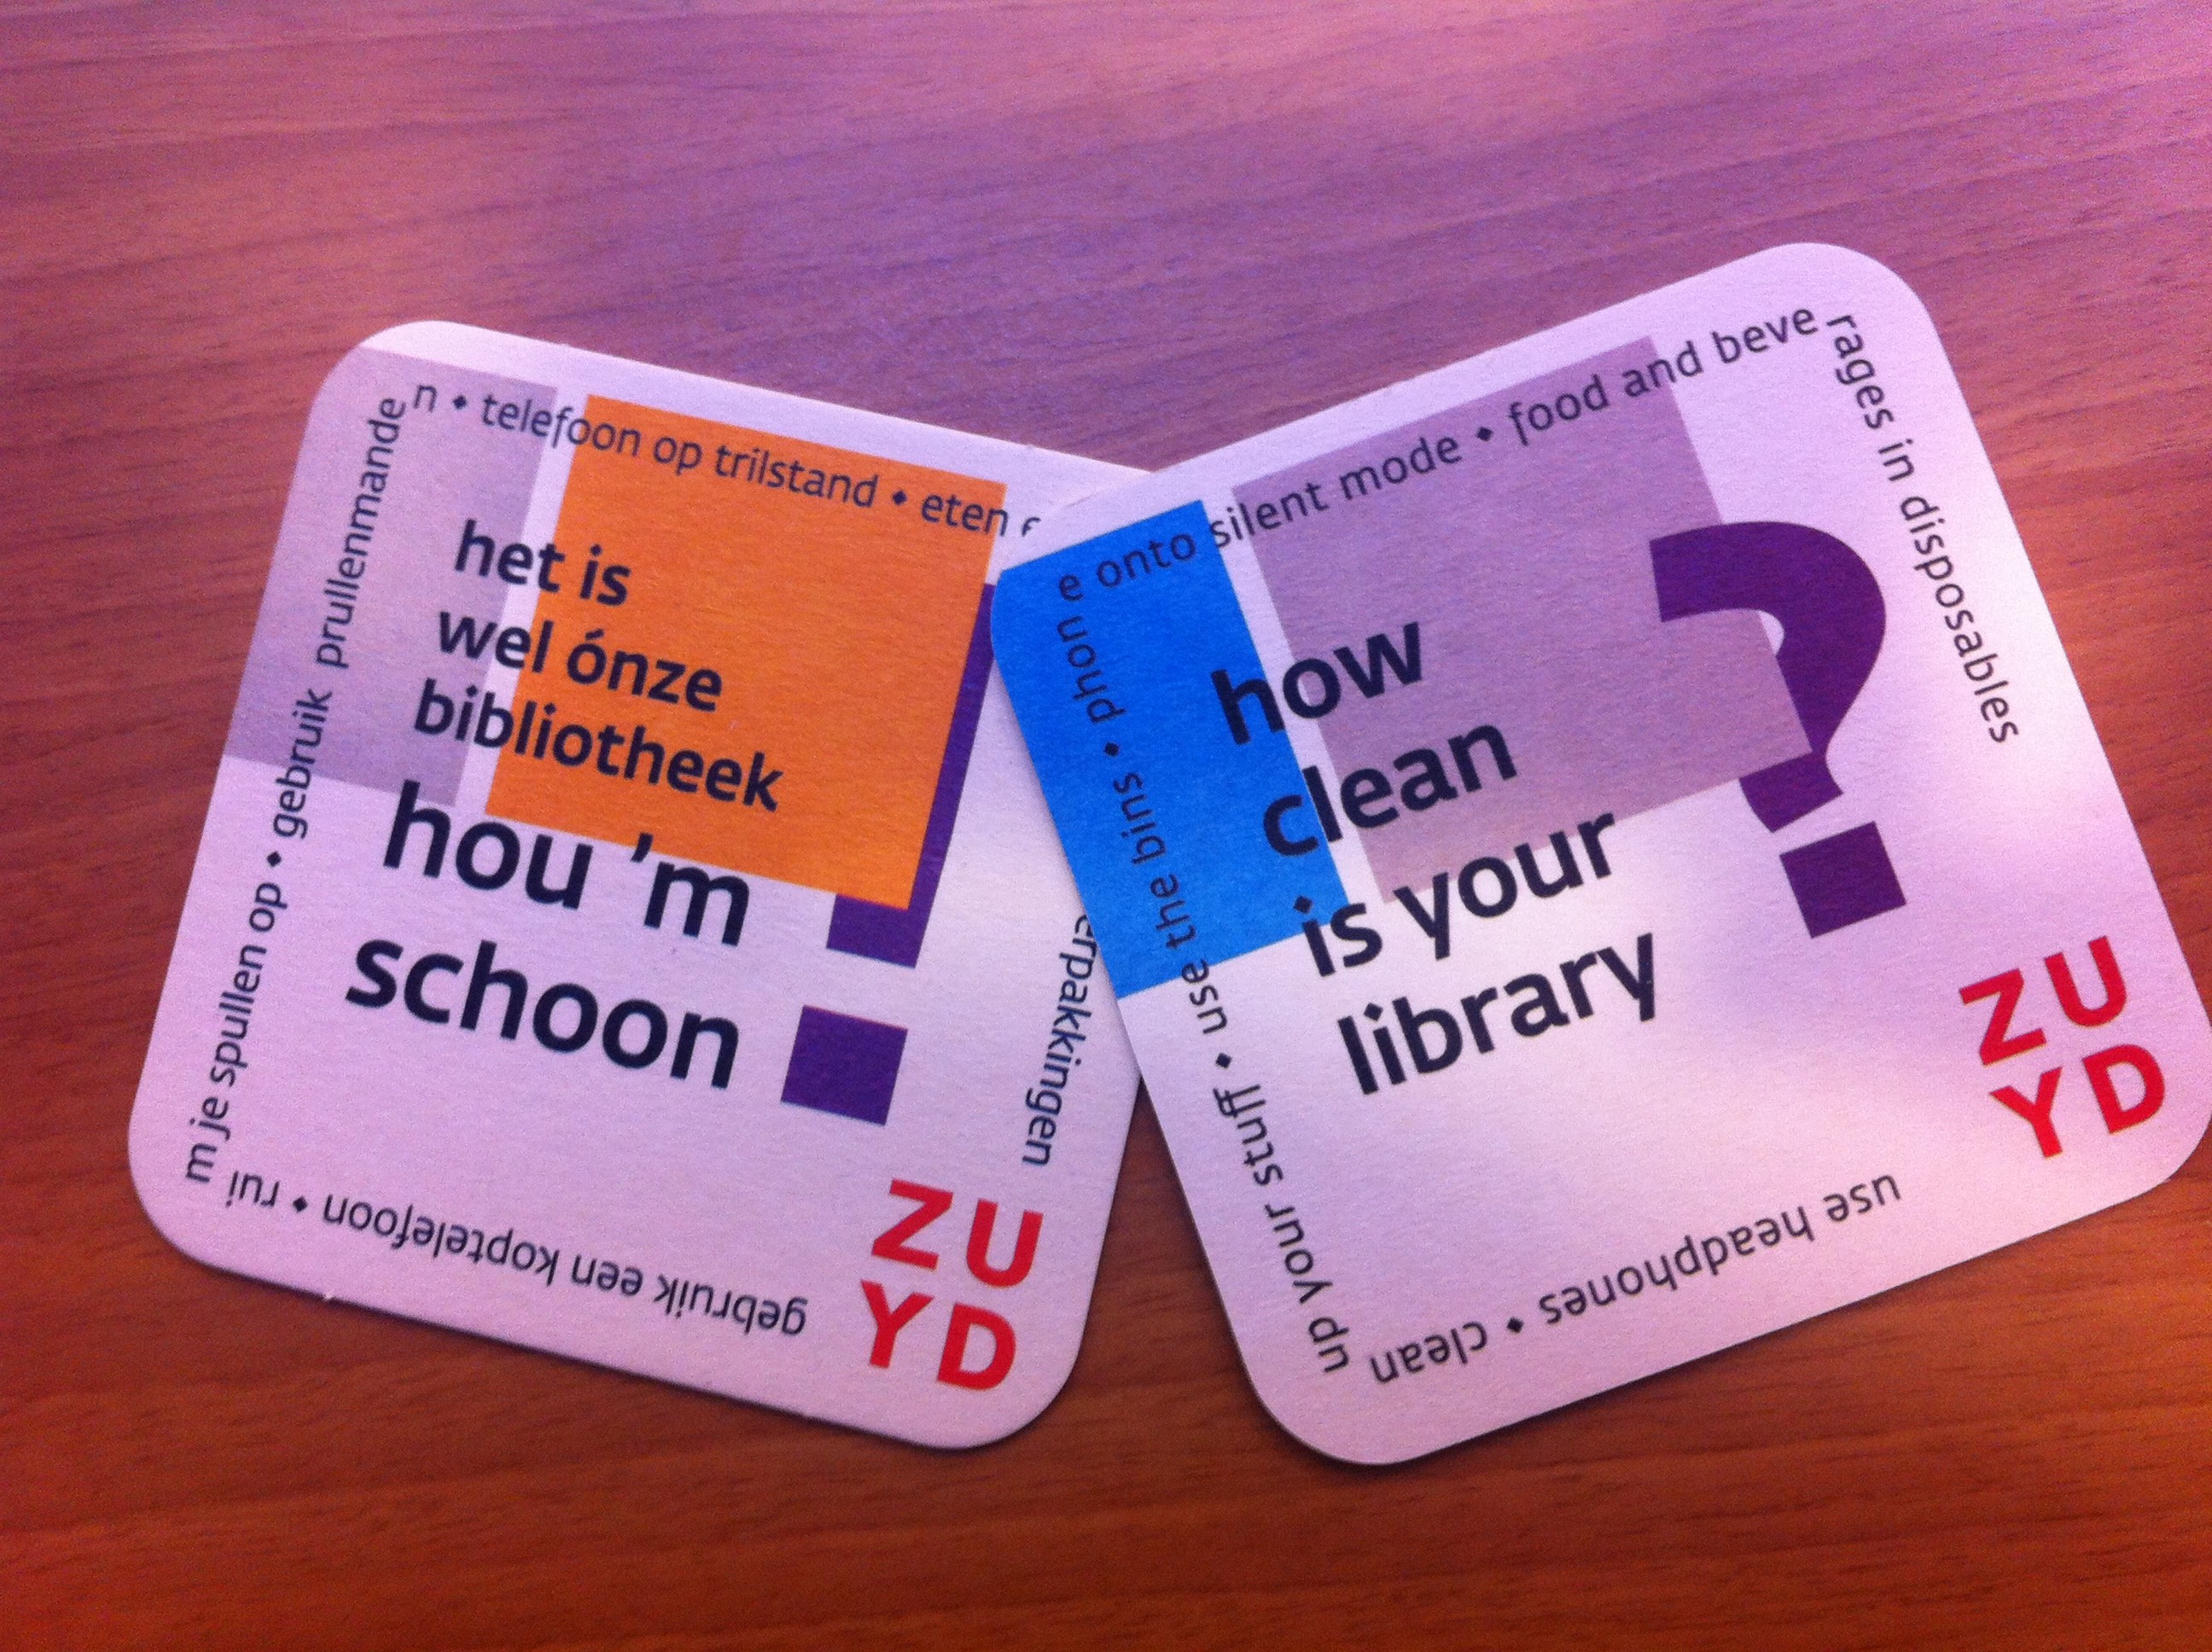 gebruik een koptelefoon • rui
m je spullen op • gebruik prullenmande
n • telefoon op trilstand • eten
erpakkingen
het is
wel ónze
bibliotheek
hou 'm
schoon
!
ZU
YD
use headphones • clean
up your stuff • use the bins • phon
e onto silent mode • food and beve
rages in disposables
how
clean
is your
library
?
ZU
YD